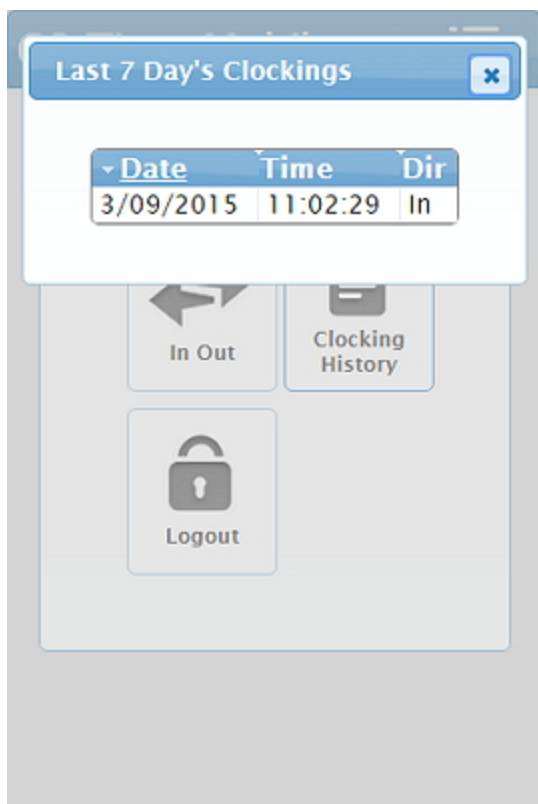 Last 7 Day's Clockings
Date Time Dir
3/09/2015 11:02:29 In
In Out
Clocking
History
Logout